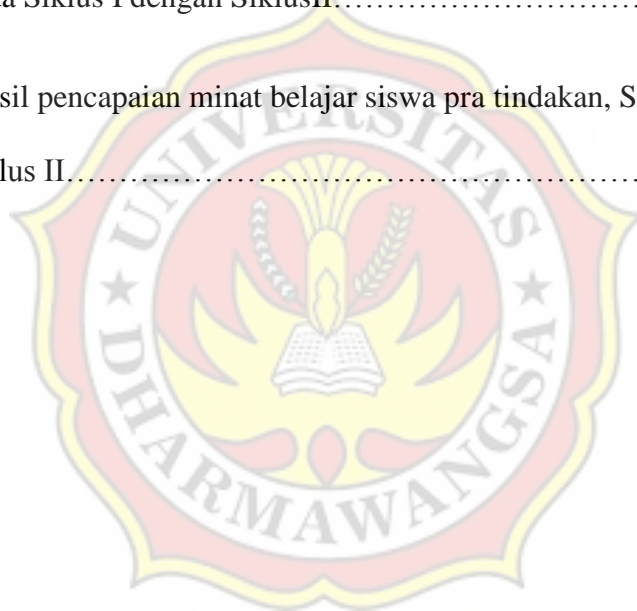 a Siklus I dengan SiklusII……………………………
sil pencapaian minat belajar siswa pra tindakan, S
lus II………………………………………………………
UNIVERSITAS
DHARMAWANGSA